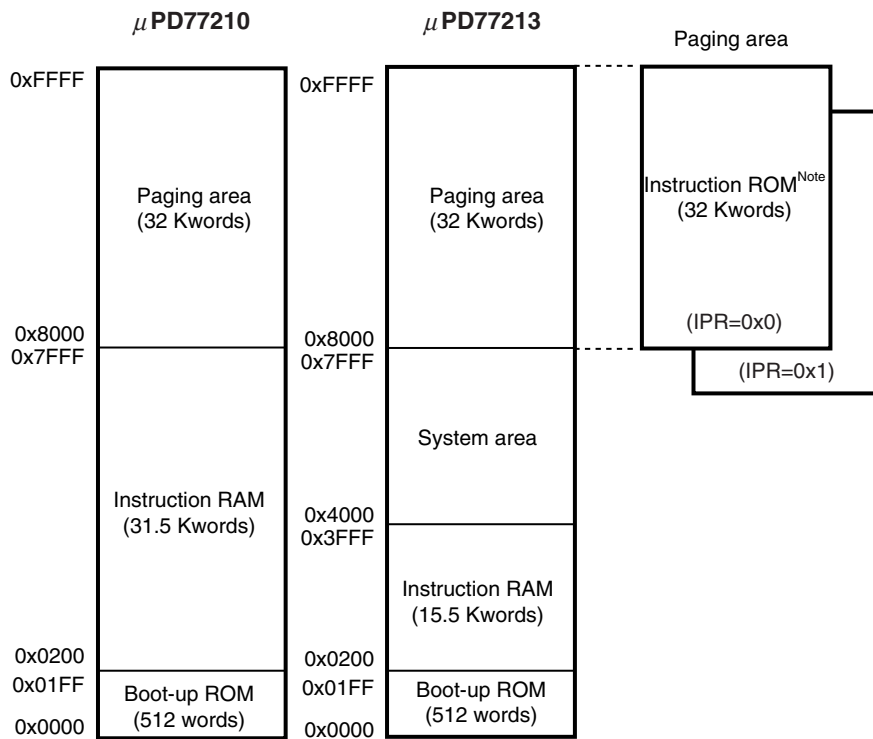 μPD77210
0xFFFF
Paging area
(32 Kwords)
0x8000
0x7FFF
Instruction RAM
(31.5 Kwords)
0x0200
0x01FF
Boot-up ROM
(512 words)
0x0000
μPD77213
0xFFFF
Paging area
(32 Kwords)
0x8000
0x7FFF
System area
0x4000
0x3FFF
Instruction RAM
(15.5 Kwords)
0x0200
0x01FF
Boot-up ROM
(512 words)
0x0000
Paging area
Instruction ROM Note
(32 Kwords)
(IPR=0x0)
(IPR=0x1)